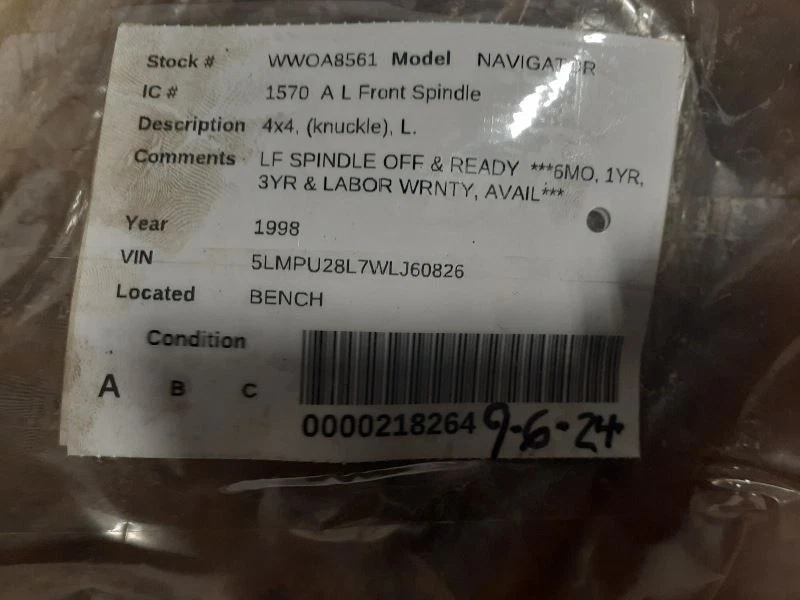 Stock # WWOA8561 Model NAVIGATOR
IC # 1570 A L Front Spindle
Description 4x4, (knuckle), L.
Comments LF SPINDLE OFF & READY ***6MO, 1YR,
3YR & LABOR WRNTY, AVAIL***
Year 1998
VIN 5LMPU28L7WLJ60826
Located BENCH
Condition
A B C
0000218264 9-6-24